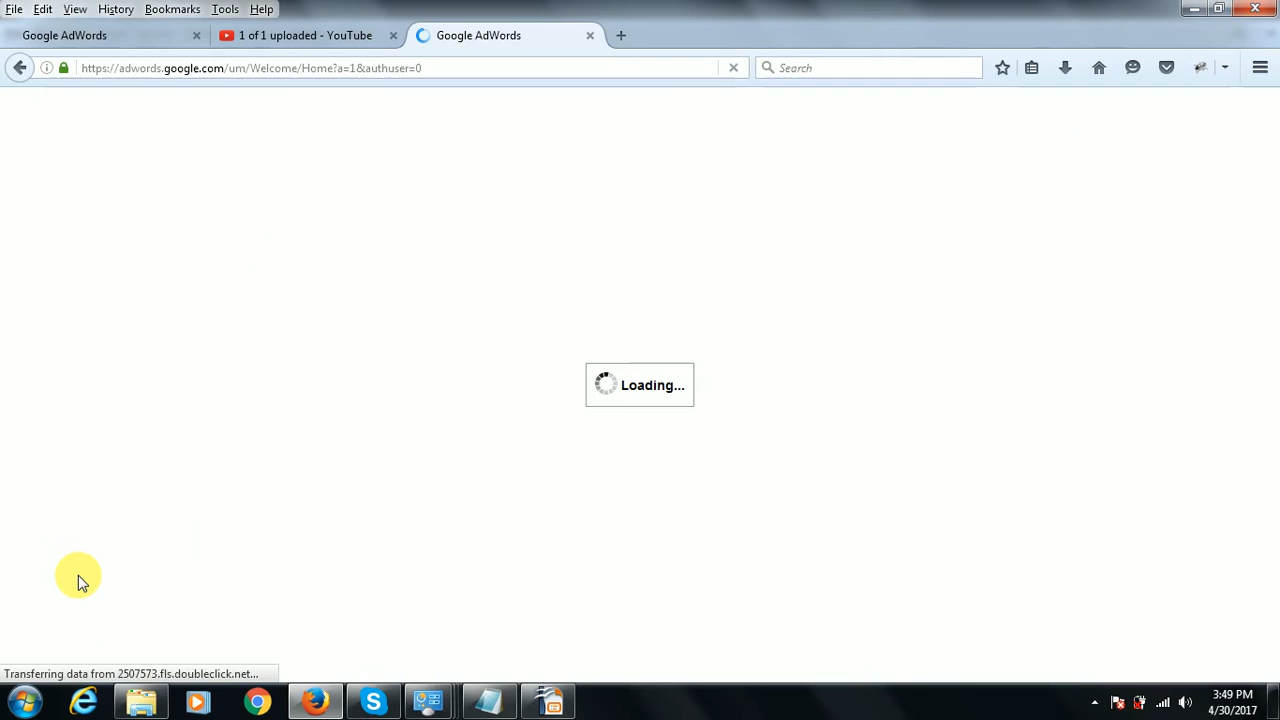 File Edit View History Bookmarks Tools Help
Google AdWords 1 of 1 uploaded - YouTube Google AdWords
https://adwords.google.com/um/Welcome/Home?a=1&authuser=0 Search
Loading...
Transferring data from 2507573.fls.doubleclick.net...
3:49 PM
4/30/2017